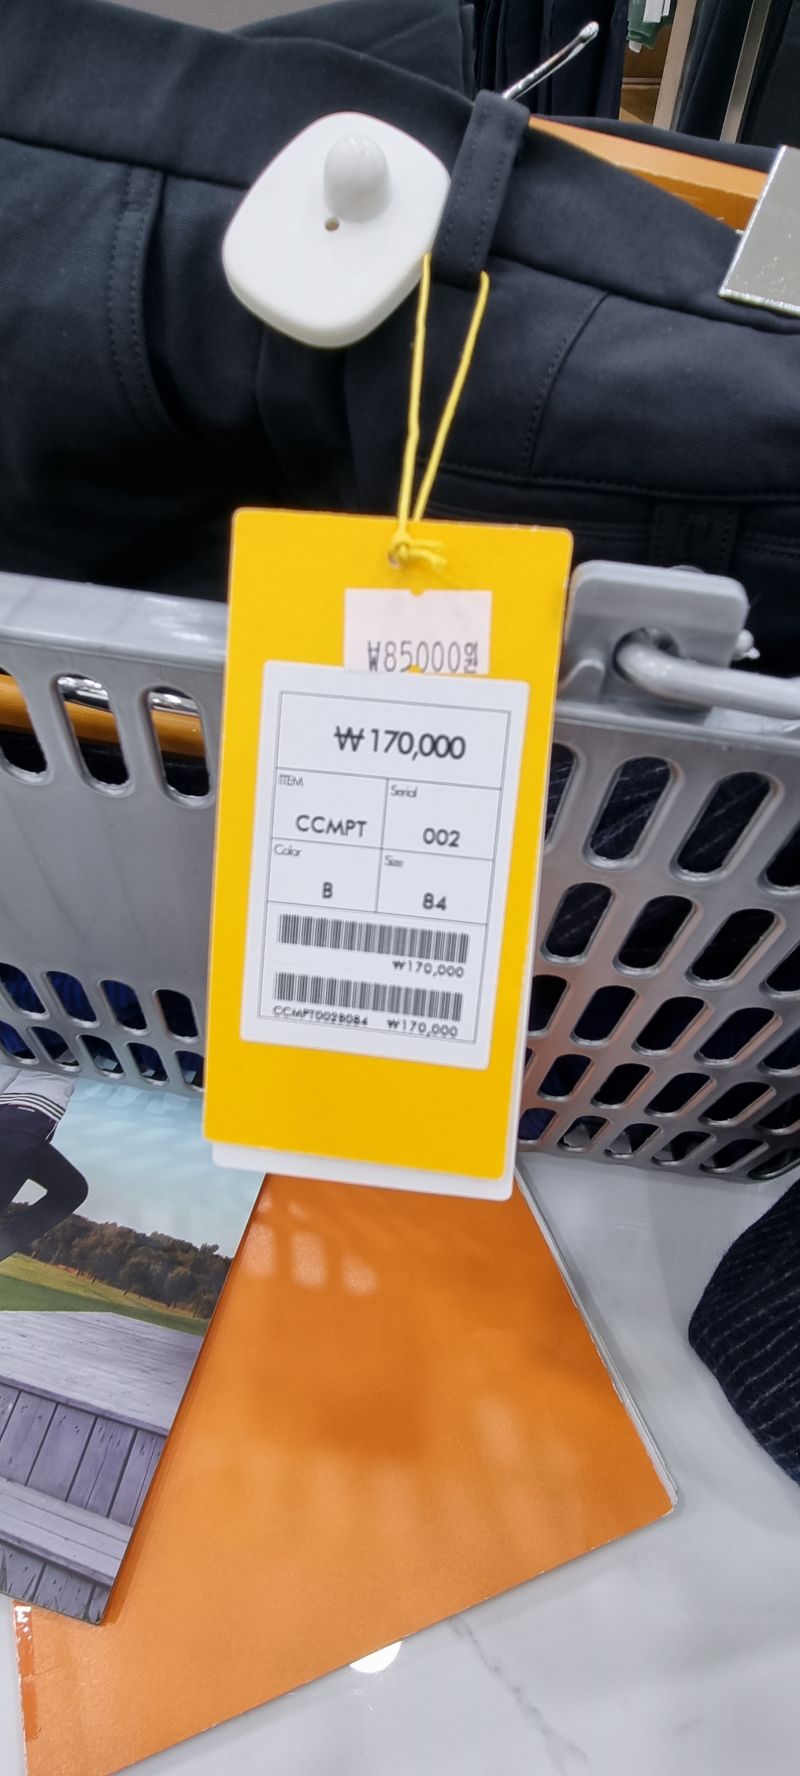 ₩85000원
₩170,000
ITEM
CCMPT
Serial
002
Color
B
Size
84
₩170,000
CCMPT002B084 ₩170,000